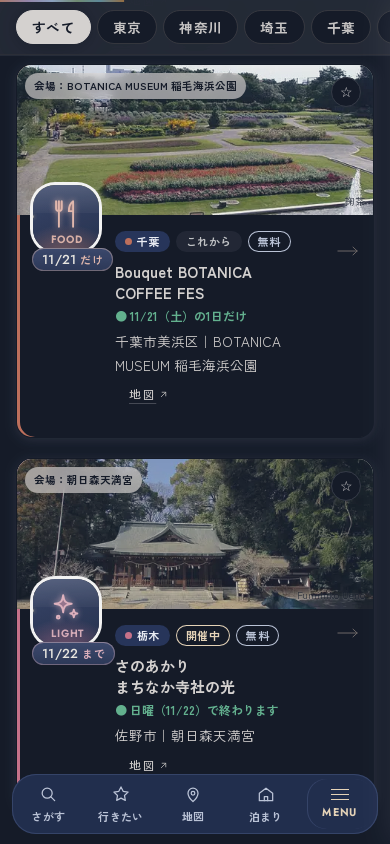 すべて
東京
神奈川
埼玉
千葉
会場：BOTANICA MUSEUM 稲毛海浜公園
☆
FOOD
11/21 だけ
千葉
これから
無料
Bouquet BOTANICA
COFFEE FES
11/21（土）の1日だけ
千葉市美浜区｜BOTANICA
MUSEUM 稲毛海浜公園
地図 ↗
会場：朝日森天満宮
☆
LIGHT
11/22 まで
栃木
開催中
無料
さのあかり
まちなか寺社の光
日曜（11/22）で終わります
佐野市｜朝日森天満宮
地図 ↗
さがす
行きたい
地図
泊まり
MENU